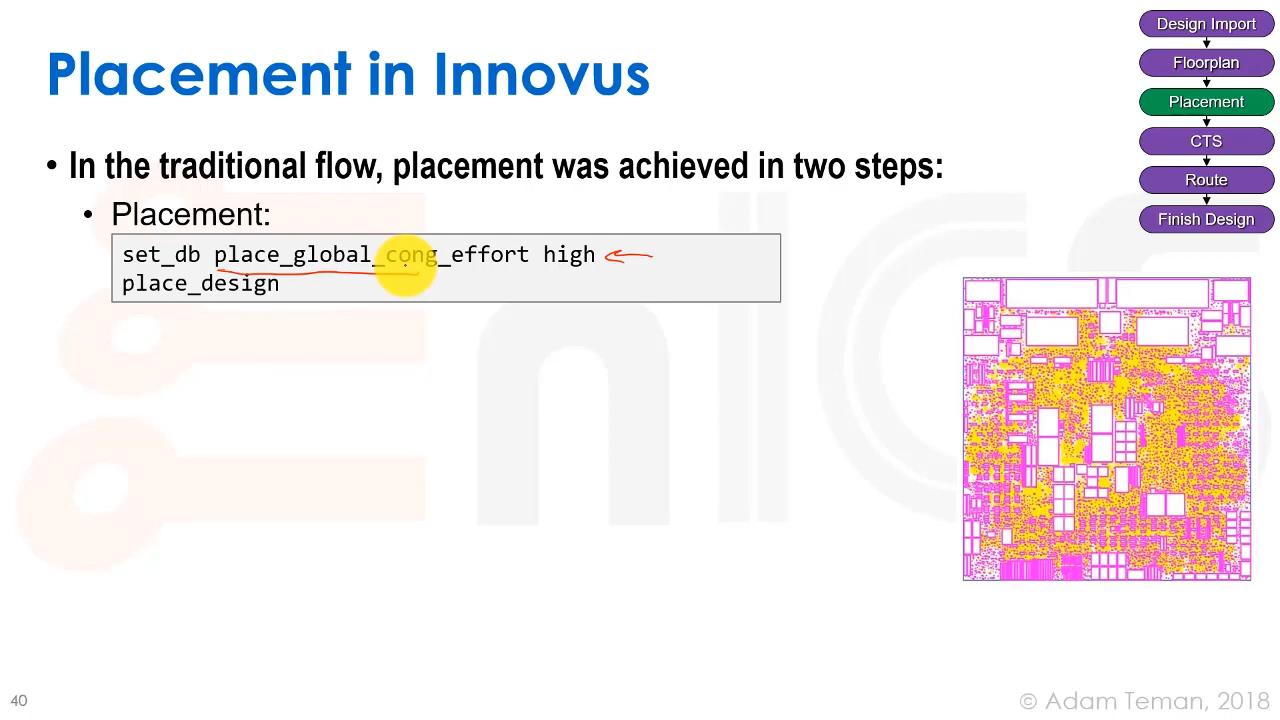 Placement in Innovus
• In the traditional flow, placement was achieved in two steps:
• Placement:
set_db place_global_cong_effort high
place_design
Design Import
Floorplan
Placement
CTS
Route
Finish Design
enICS
40
© Adam Teman, 2018